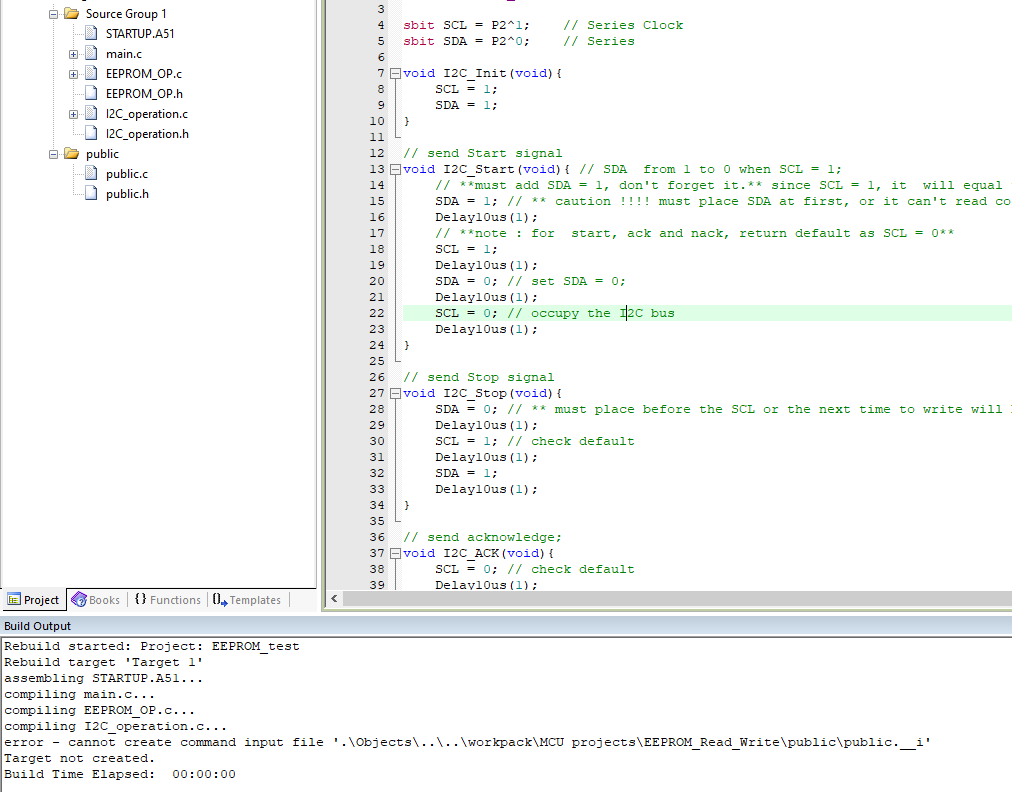 Source Group 1
STARTUP.A51
main.c
EEPROM_OP.c
EEPROM_OP.h
I2C_operation.c
I2C_operation.h
public
public.c
public.h
3
4 sbit SCL = P2^1;    // Series Clock
5 sbit SDA = P2^0;    // Series
6
7 void I2C_Init(void){
8     SCL = 1;
9     SDA = 1;
10 }
11
12 // send Start signal
13 void I2C_Start(void){ // SDA  from 1 to 0 when SCL = 1;
14     // **must add SDA = 1, don't forget it.** since SCL = 1, it  will equal
15     SDA = 1; // ** caution !!!! must place SDA at first, or it can't read co
16     Delay10us(1);
17     // **note : for  start, ack and nack, return default as SCL = 0**
18     SCL = 1;
19     Delay10us(1);
20     SDA = 0; // set SDA = 0;
21     Delay10us(1);
22     SCL = 0; // occupy the I2C bus
23     Delay10us(1);
24 }
25
26 // send Stop signal
27 void I2C_Stop(void){
28     SDA = 0; // ** must place before the SCL or the next time to write will
29     Delay10us(1);
30     SCL = 1; // check default
31     Delay10us(1);
32     SDA = 1;
33     Delay10us(1);
34 }
35
36 // send acknowledge;
37 void I2C_ACK(void){
38     SCL = 0; // check default
39     Delay10us(1);
Project Books {} Functions 0 Templates
Build Output
Rebuild started: Project: EEPROM_test
Rebuild target 'Target 1'
assembling STARTUP.A51...
compiling main.c...
compiling EEPROM_OP.c...
compiling I2C_operation.c...
error - cannot create command input file '.\Objects\..\..\workpack\MCU projects\EEPROM_Read_Write\public\public.__i'
Target not created.
Build Time Elapsed:  00:00:00